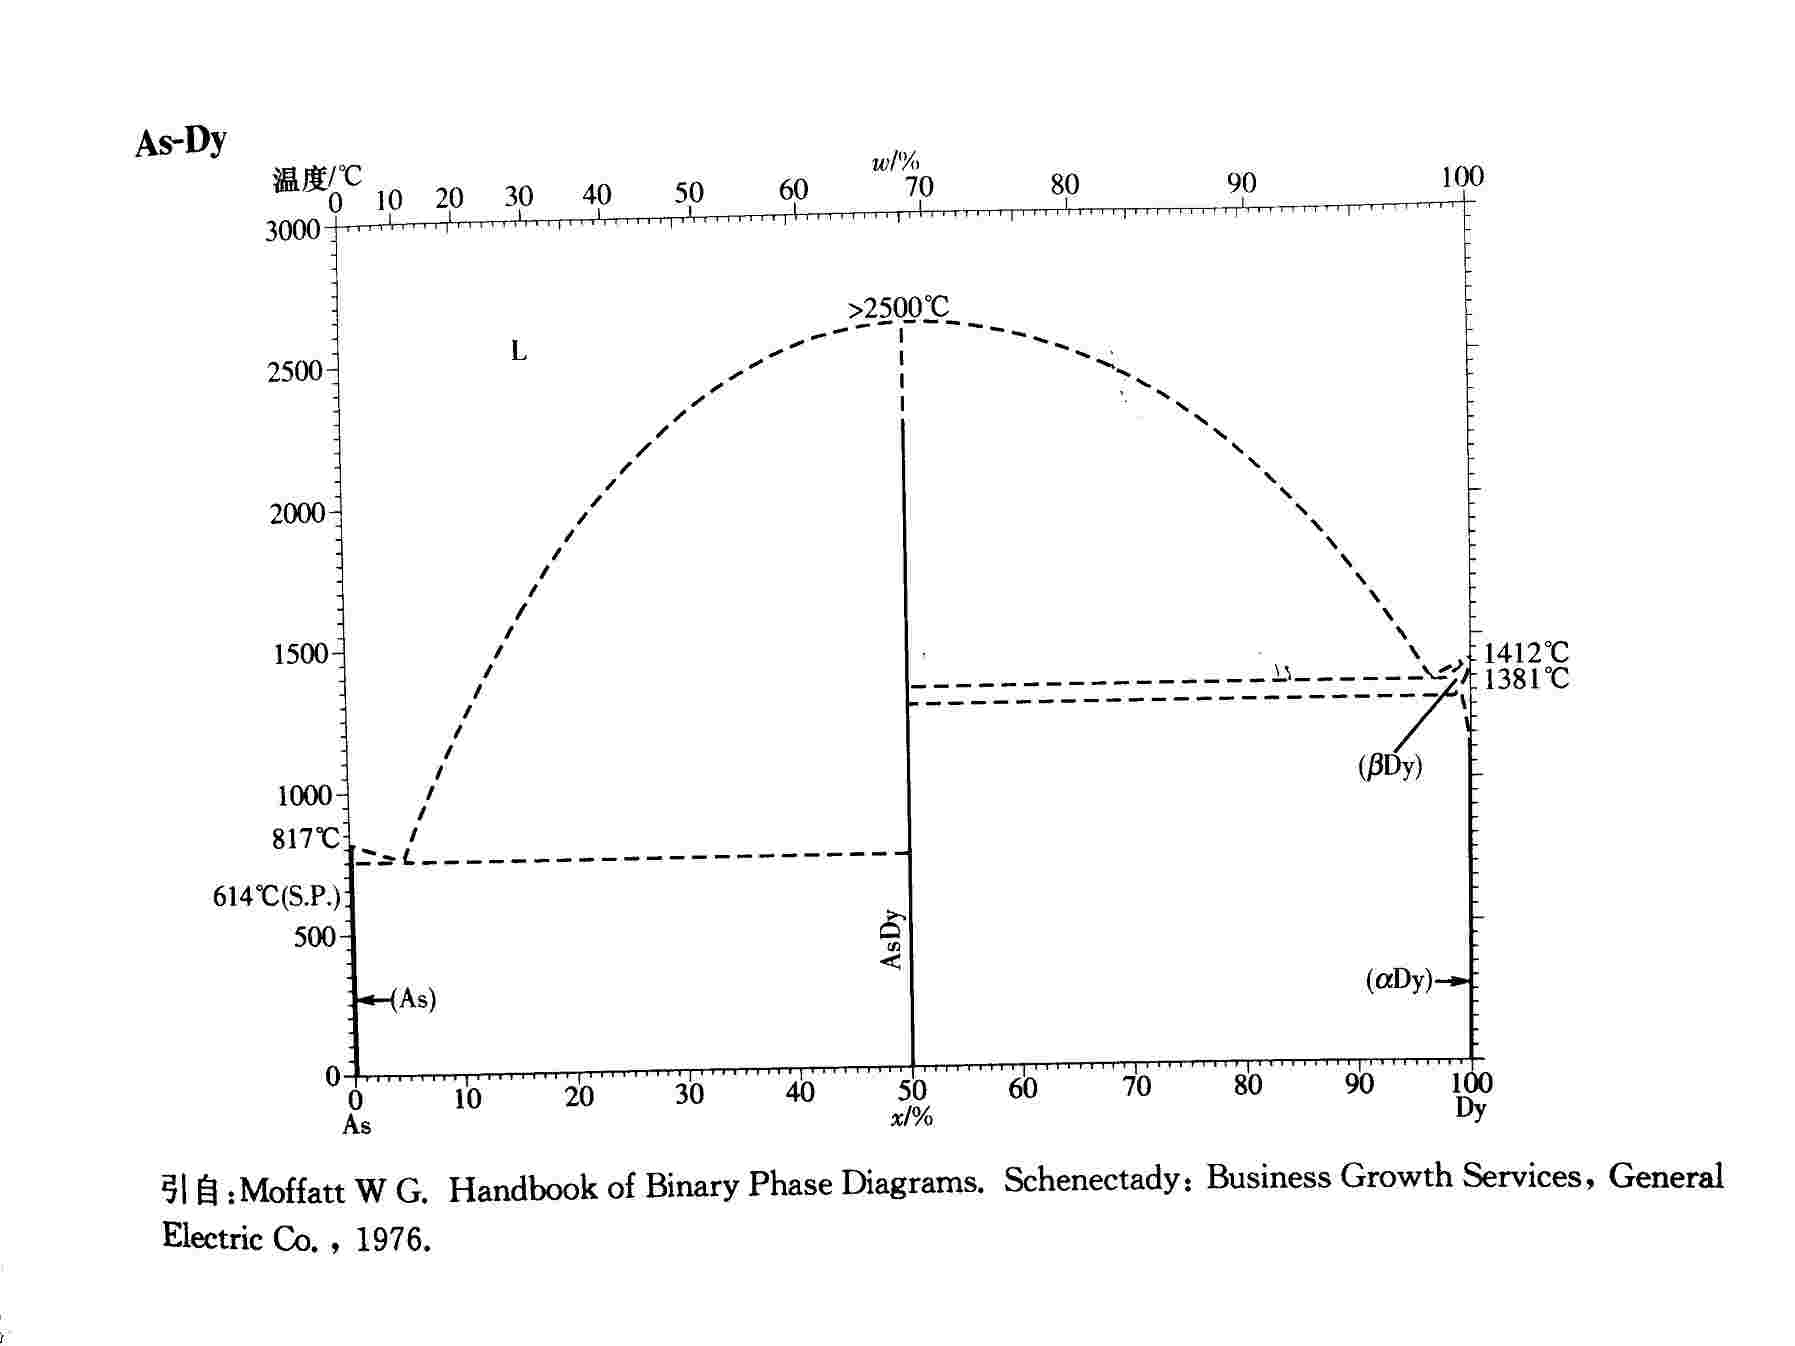 As-Dy
w/%
温度/℃
0 10 20 30 40 50 60 70 80 90 100
3000
>2500℃
L
2500
2000
1500
1412℃
1381℃
(βDy)
1000
817℃
614℃(S.P.)
500
AsDy
(αDy)
(As)
0
0 10 20 30 40 50 60 70 80 90 100
As x/% Dy
引自:Moffatt W G. Handbook of Binary Phase Diagrams. Schenectady: Business Growth Services, General
Electric Co., 1976.